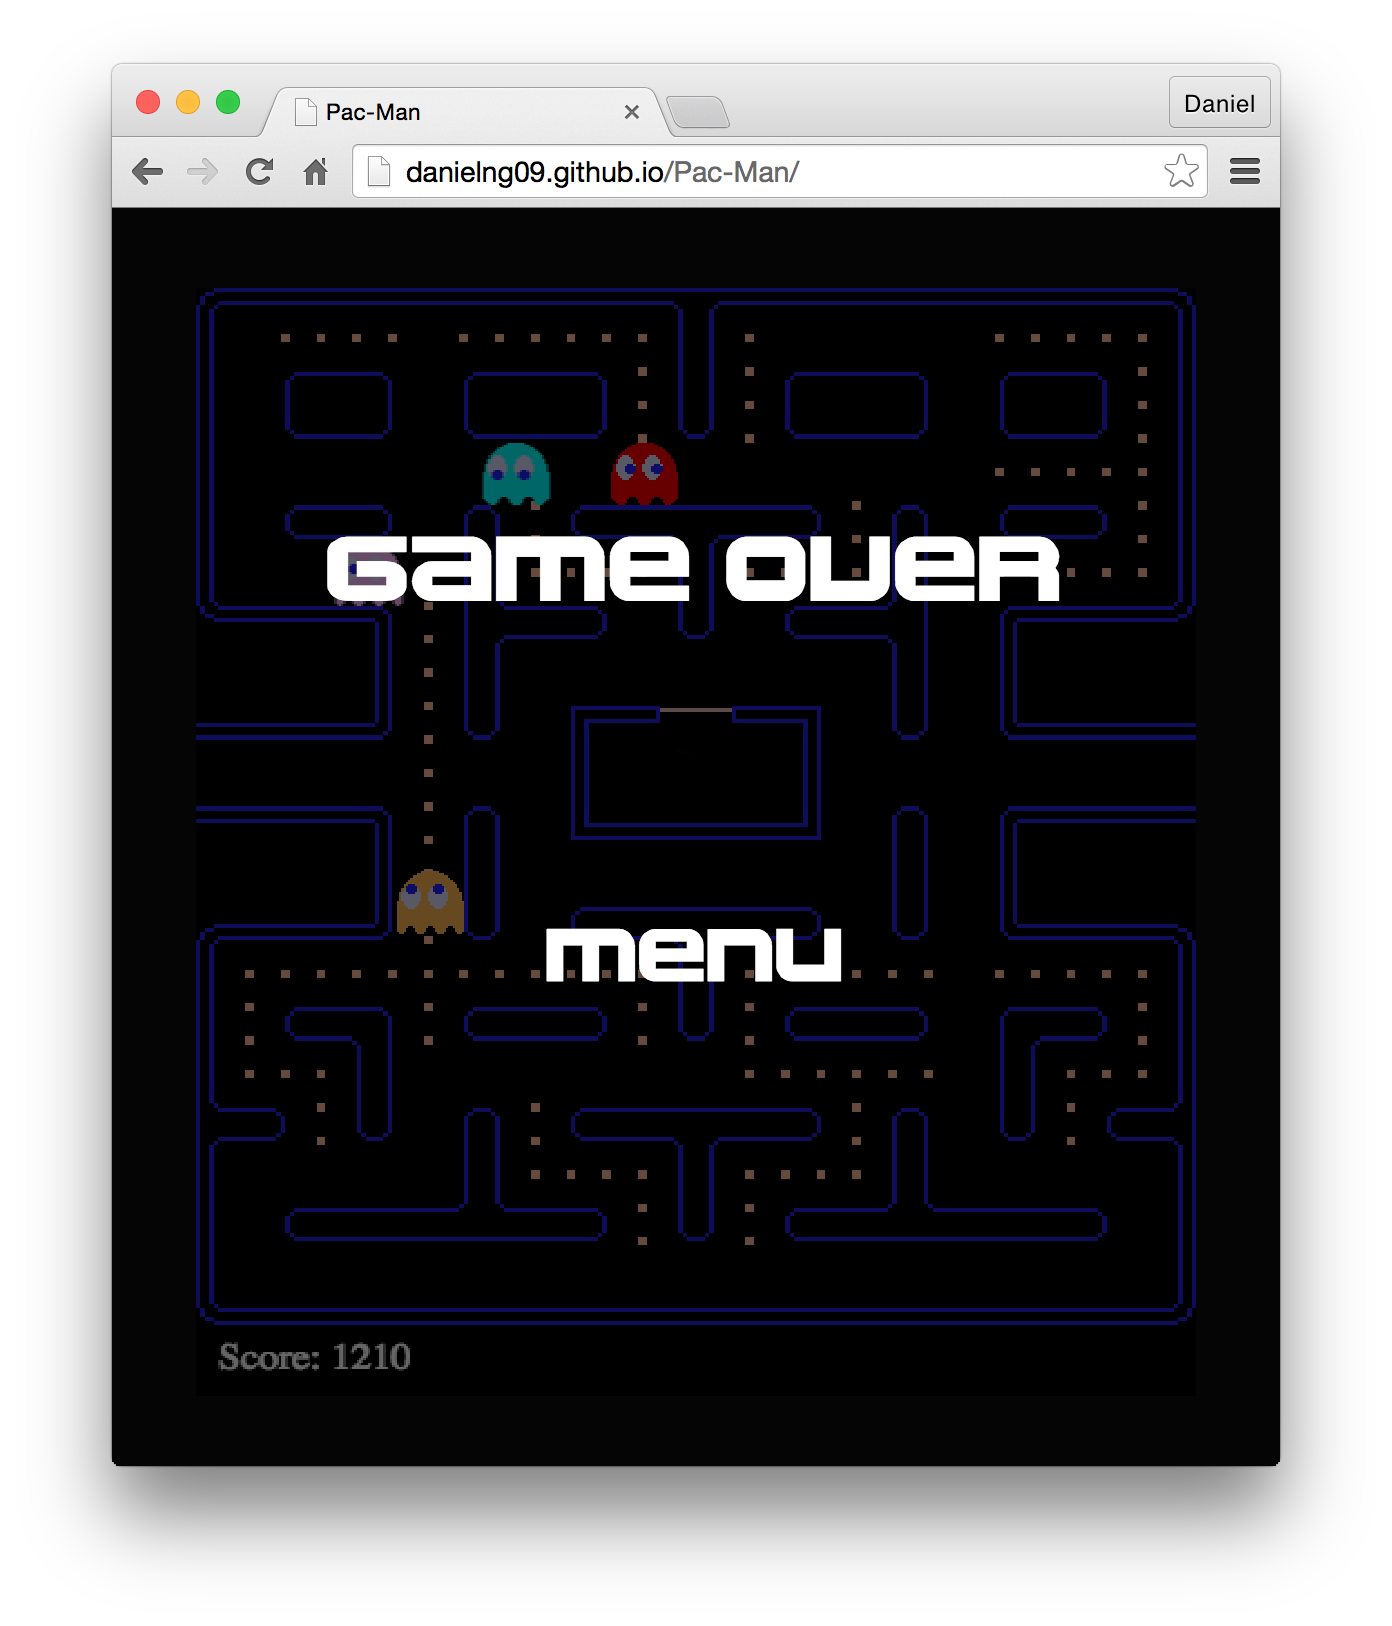 Pac-Man
Daniel
danielng09.github.io/Pac-Man/
GAME OVER
MENU
Score: 1210